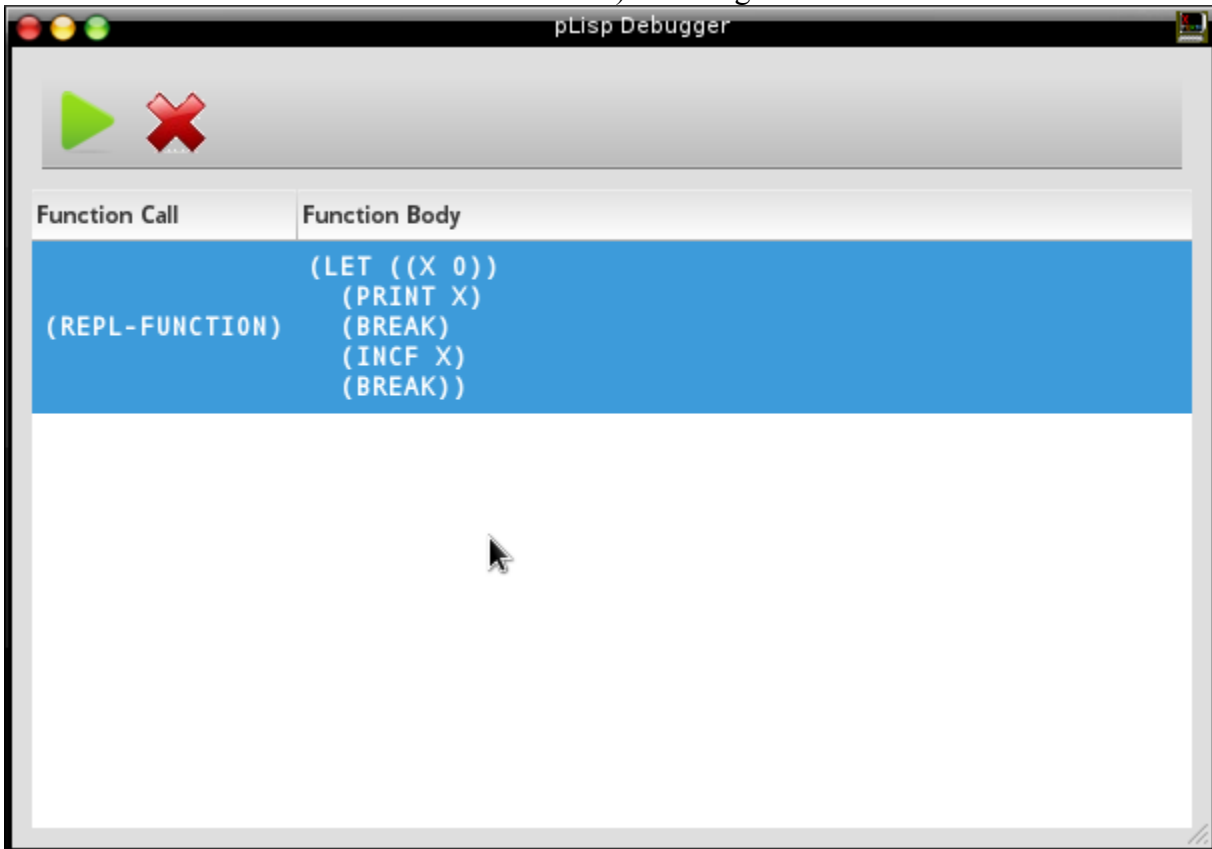 pLisp Debugger
Function Call Function Body
(LET ((X 0))
(PRINT X)
(REPL-FUNCTION) (BREAK)
(INCF X)
(BREAK))